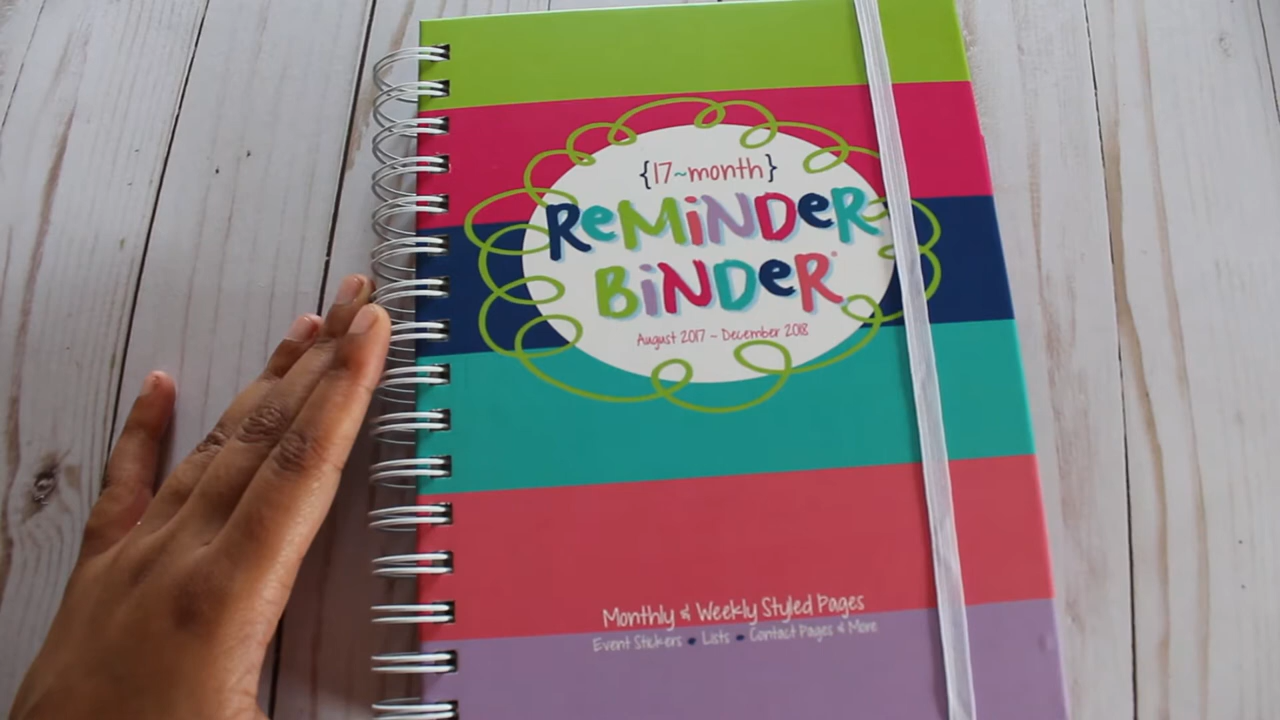 {17~month}
ReMiNDeR
BiNDeR®
August 2017 - December 2018
Monthly & Weekly Styled Pages
Event Stickers • Lists • Contact Pages & More